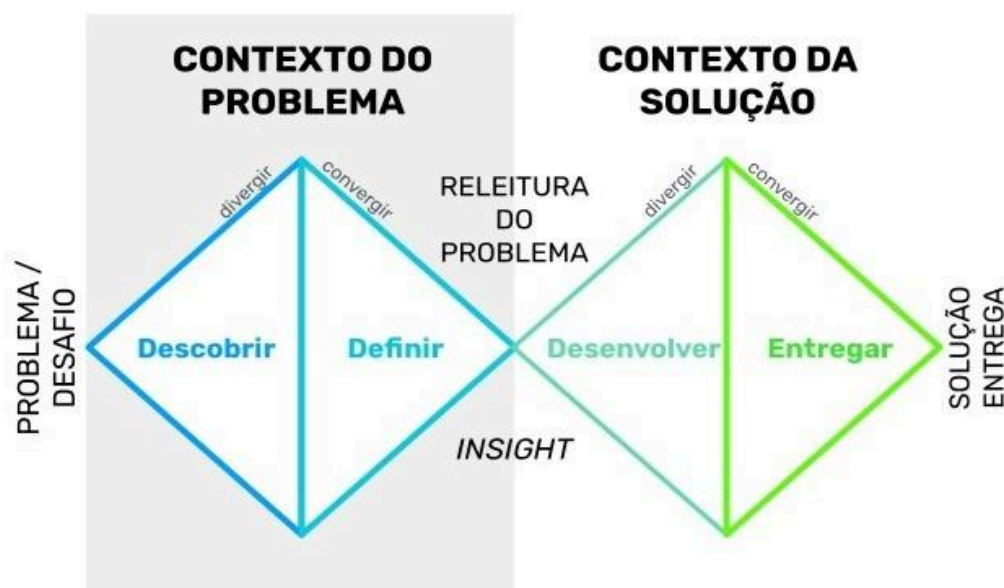 CONTEXTO DO
PROBLEMA
CONTEXTO DA
SOLUÇÃO
divergir
convergir
RELEITURA
DO
PROBLEMA
divergir
convergir
PROBLEMA /
DESAFIO
Descobrir
Definir
Desenvolver
Entregar
SOLUÇÃO
ENTREGA
INSIGHT